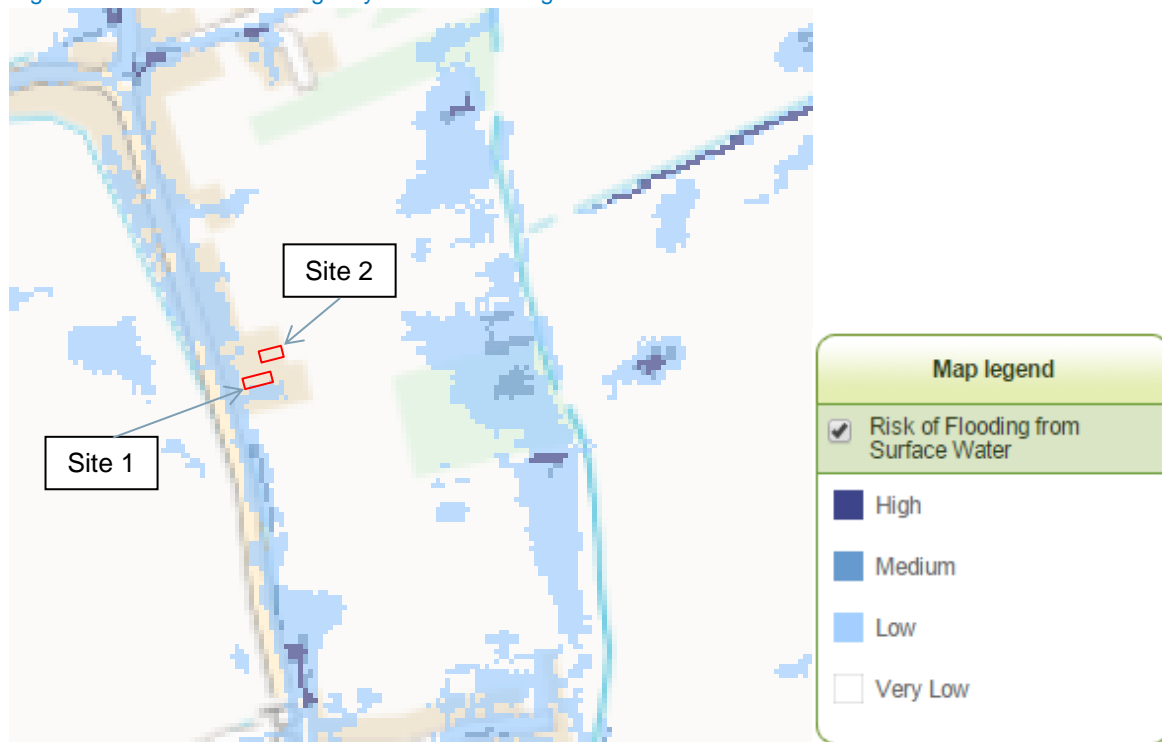 Site 2
Site 1
Map legend
Risk of Flooding from
Surface Water
High
Medium
Low
Very Low